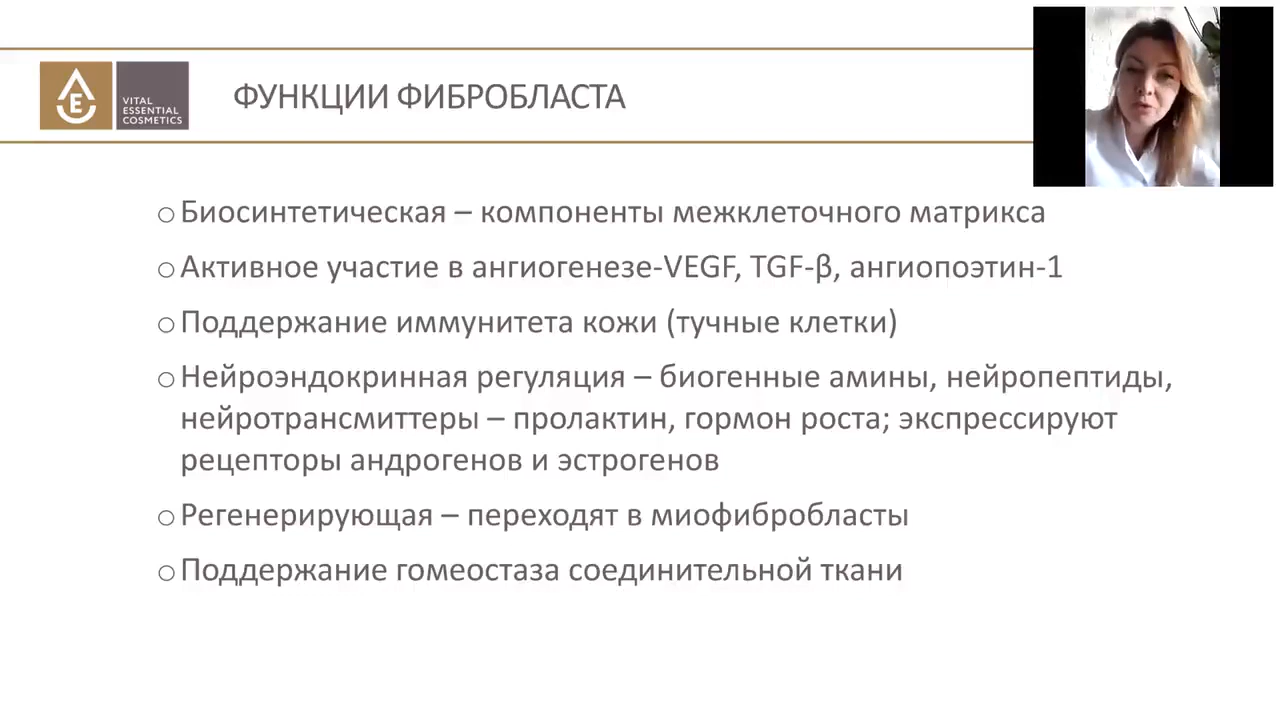 VITAL
ESSENTIAL
COSMETICS
ФУНКЦИИ ФИБРОБЛАСТА
Биосинтетическая – компоненты межклеточного матрикса
Активное участие в ангиогенезе-VEGF, TGF-β, ангиопоэтин-1
Поддержание иммунитета кожи (тучные клетки)
Нейроэндокринная регуляция – биогенные амины, нейропептиды,
нейротрансмиттеры – пролактин, гормон роста; экспрессируют
рецепторы андрогенов и эстрогенов
Регенерирующая – переходят в миофибробласты
Поддержание гомеостаза соединительной ткани